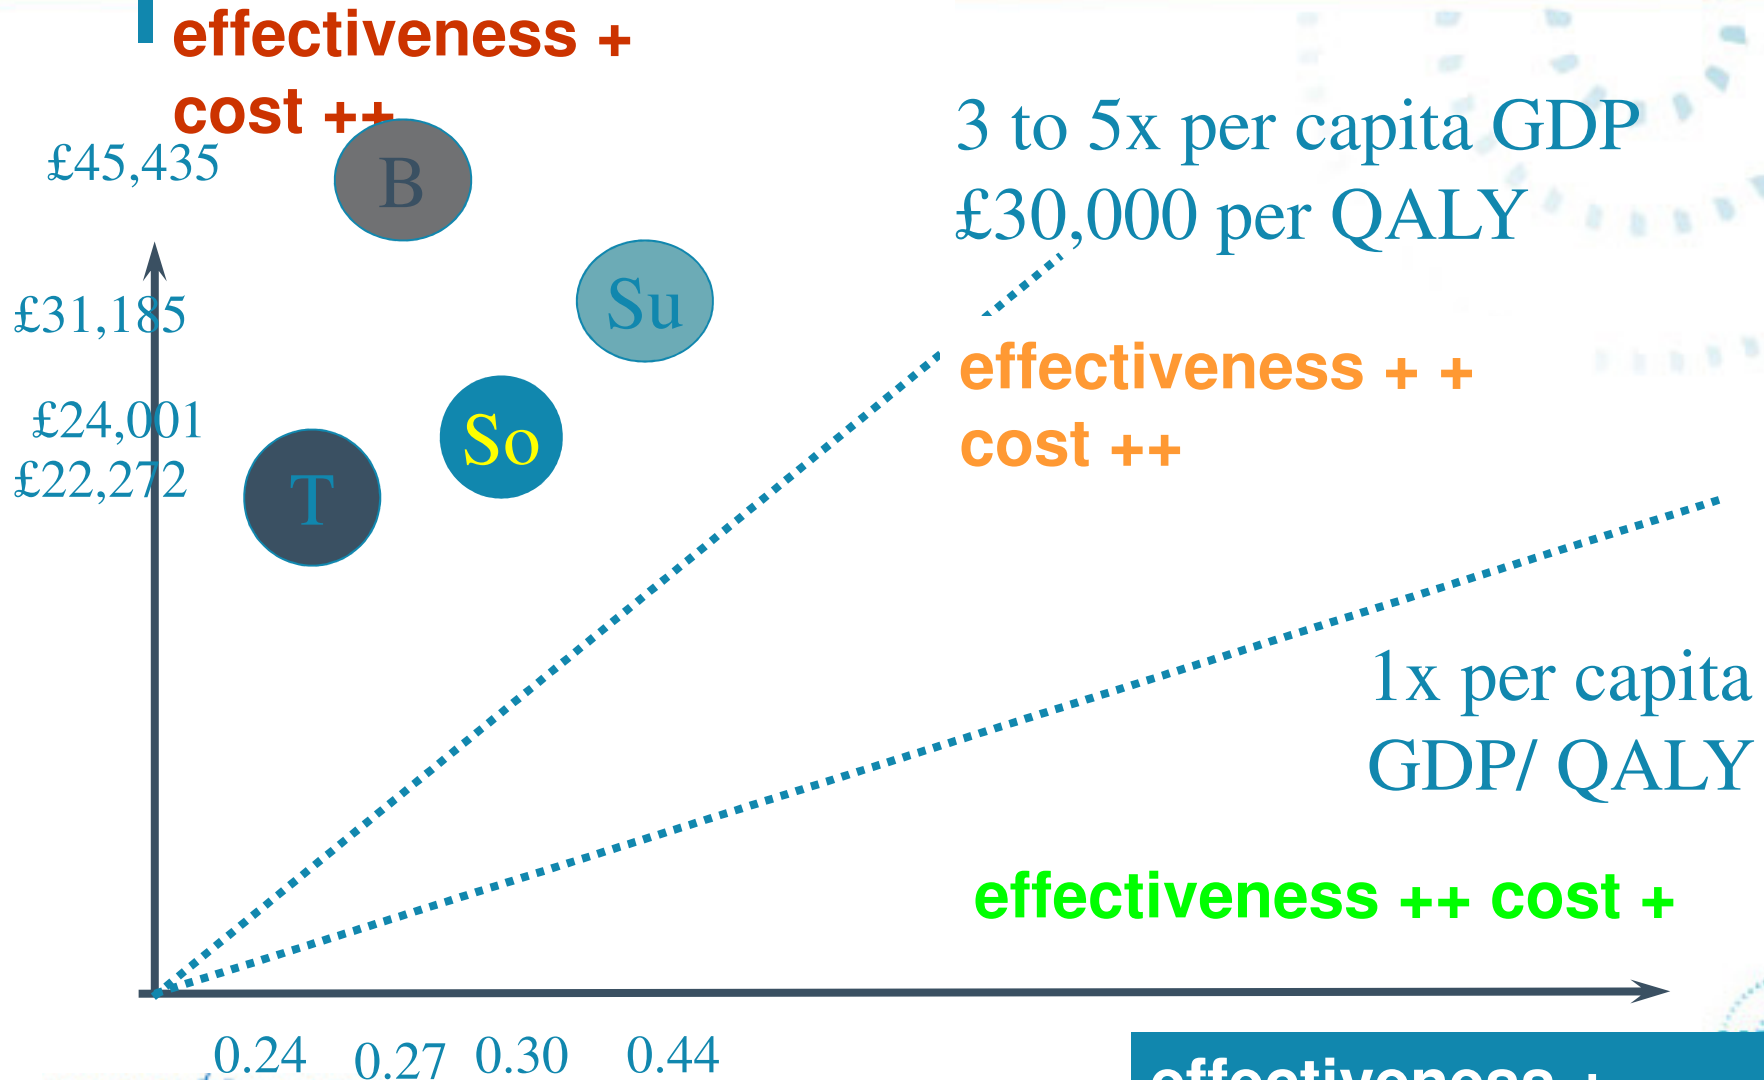 effectiveness +
cost ++
£45,435
B
3 to 5x per capita GDP
£30,000 per QALY
£31,185
Su
effectiveness + +
cost ++
£24,001
So
£22,272
T
1x per capita
GDP/ QALY
effectiveness ++ cost +
0.24
0.27
0.30
0.44
effectiveness +